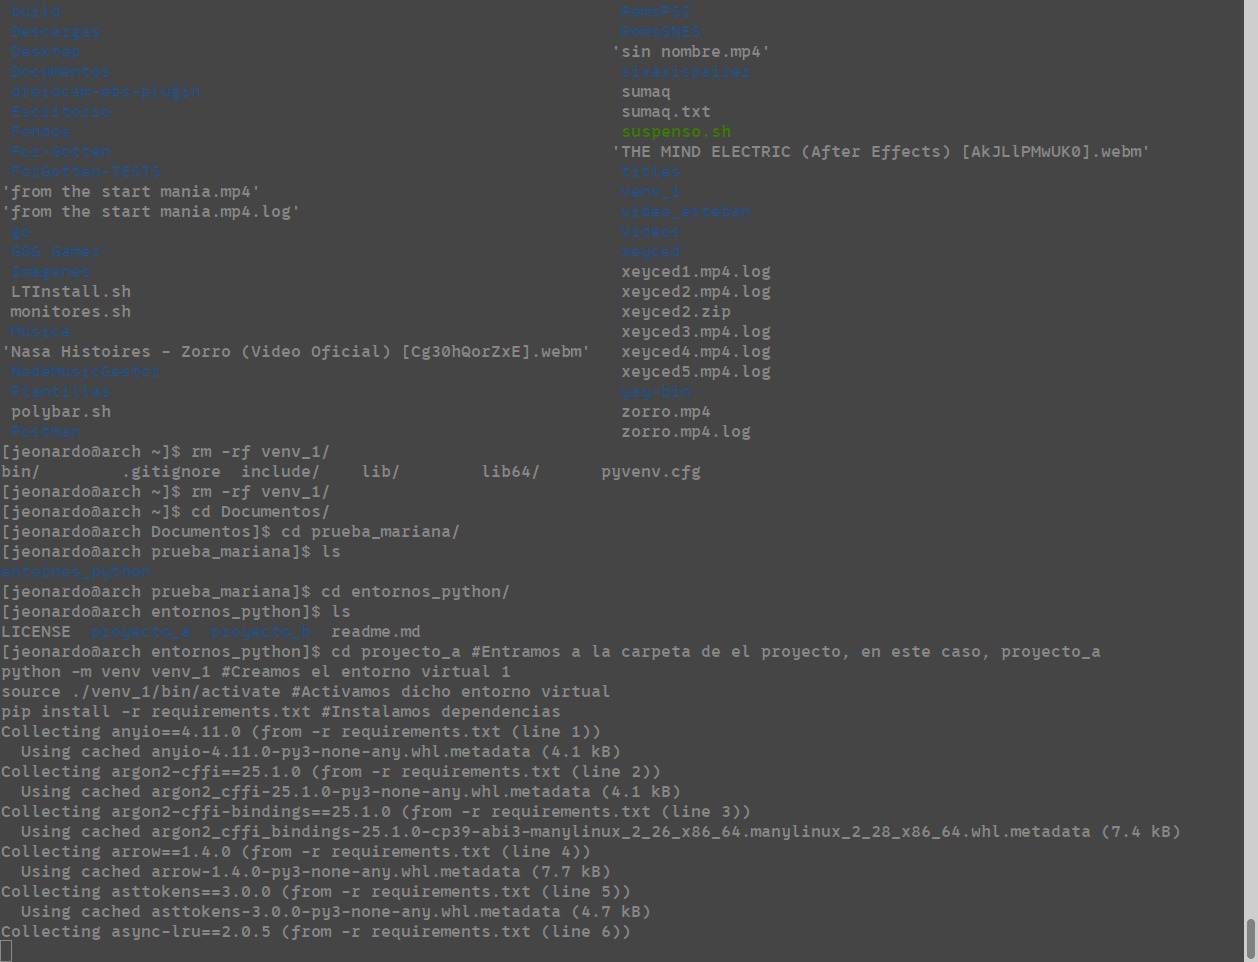 build RomsPS2
Descargas RomsSNES
Desktop 'sin nombre.mp4'
Documentos sixaxispairer
droidcam-obs-plugin sumaq
Escritorio sumaq.txt
Fondos suspenso.sh
Fox-Gotten 'THE MIND ELECTRIC (After Effects) [AkJLlPMwUK0].webm'
FoxGotten-TESTS titles
'from the start mania.mp4' venv_1
'from the start mania.mp4.log' video_esteban
go Videos
GOG Games' xeyced
Imágenes xeyced1.mp4.log
LTInstall.sh xeyced2.mp4.log
monitores.sh xeyced2.zip
Música xeyced3.mp4.log
'Nasa Histoires - Zorro (Video Oficial) [Cg30hQorZxE].webm' xeyced4.mp4.log
NodeMusicGestor xeyced5.mp4.log
Plantillas yay-bin
polybar.sh zorro.mp4
Postman zorro.mp4.log
[jeonardo@arch ~]$ rm -rf venv_1/
bin/ .gitignore include/ lib/ lib64/ pyvenv.cfg
[jeonardo@arch ~]$ rm -rf venv_1/
[jeonardo@arch ~]$ cd Documentos/
[jeonardo@arch Documentos]$ cd prueba_mariana/
[jeonardo@arch prueba_mariana]$ ls
entornos_python
[jeonardo@arch prueba_mariana]$ cd entornos_python/
[jeonardo@arch entornos_python]$ ls
LICENSE proyecto_a proyecto_b readme.md
[jeonardo@arch entornos_python]$ cd proyecto_a #Entramos a la carpeta de el proyecto, en este caso, proyecto_a
python -m venv venv_1 #Creamos el entorno virtual 1
source ./venv_1/bin/activate #Activamos dicho entorno virtual
pip install -r requirements.txt #Instalamos dependencias
Collecting anyio==4.11.0 (from -r requirements.txt (line 1))
Using cached anyio-4.11.0-py3-none-any.whl.metadata (4.1 kB)
Collecting argon2-cffi==25.1.0 (from -r requirements.txt (line 2))
Using cached argon2_cffi-25.1.0-py3-none-any.whl.metadata (4.1 kB)
Collecting argon2-cffi-bindings==25.1.0 (from -r requirements.txt (line 3))
Using cached argon2_cffi_bindings-25.1.0-cp39-abi3-manylinux_2_26_x86_64.manylinux_2_28_x86_64.whl.metadata (7.4 kB)
Collecting arrow==1.4.0 (from -r requirements.txt (line 4))
Using cached arrow-1.4.0-py3-none-any.whl.metadata (7.7 kB)
Collecting asttokens==3.0.0 (from -r requirements.txt (line 5))
Using cached asttokens-3.0.0-py3-none-any.whl.metadata (4.7 kB)
Collecting async-lru==2.0.5 (from -r requirements.txt (line 6))